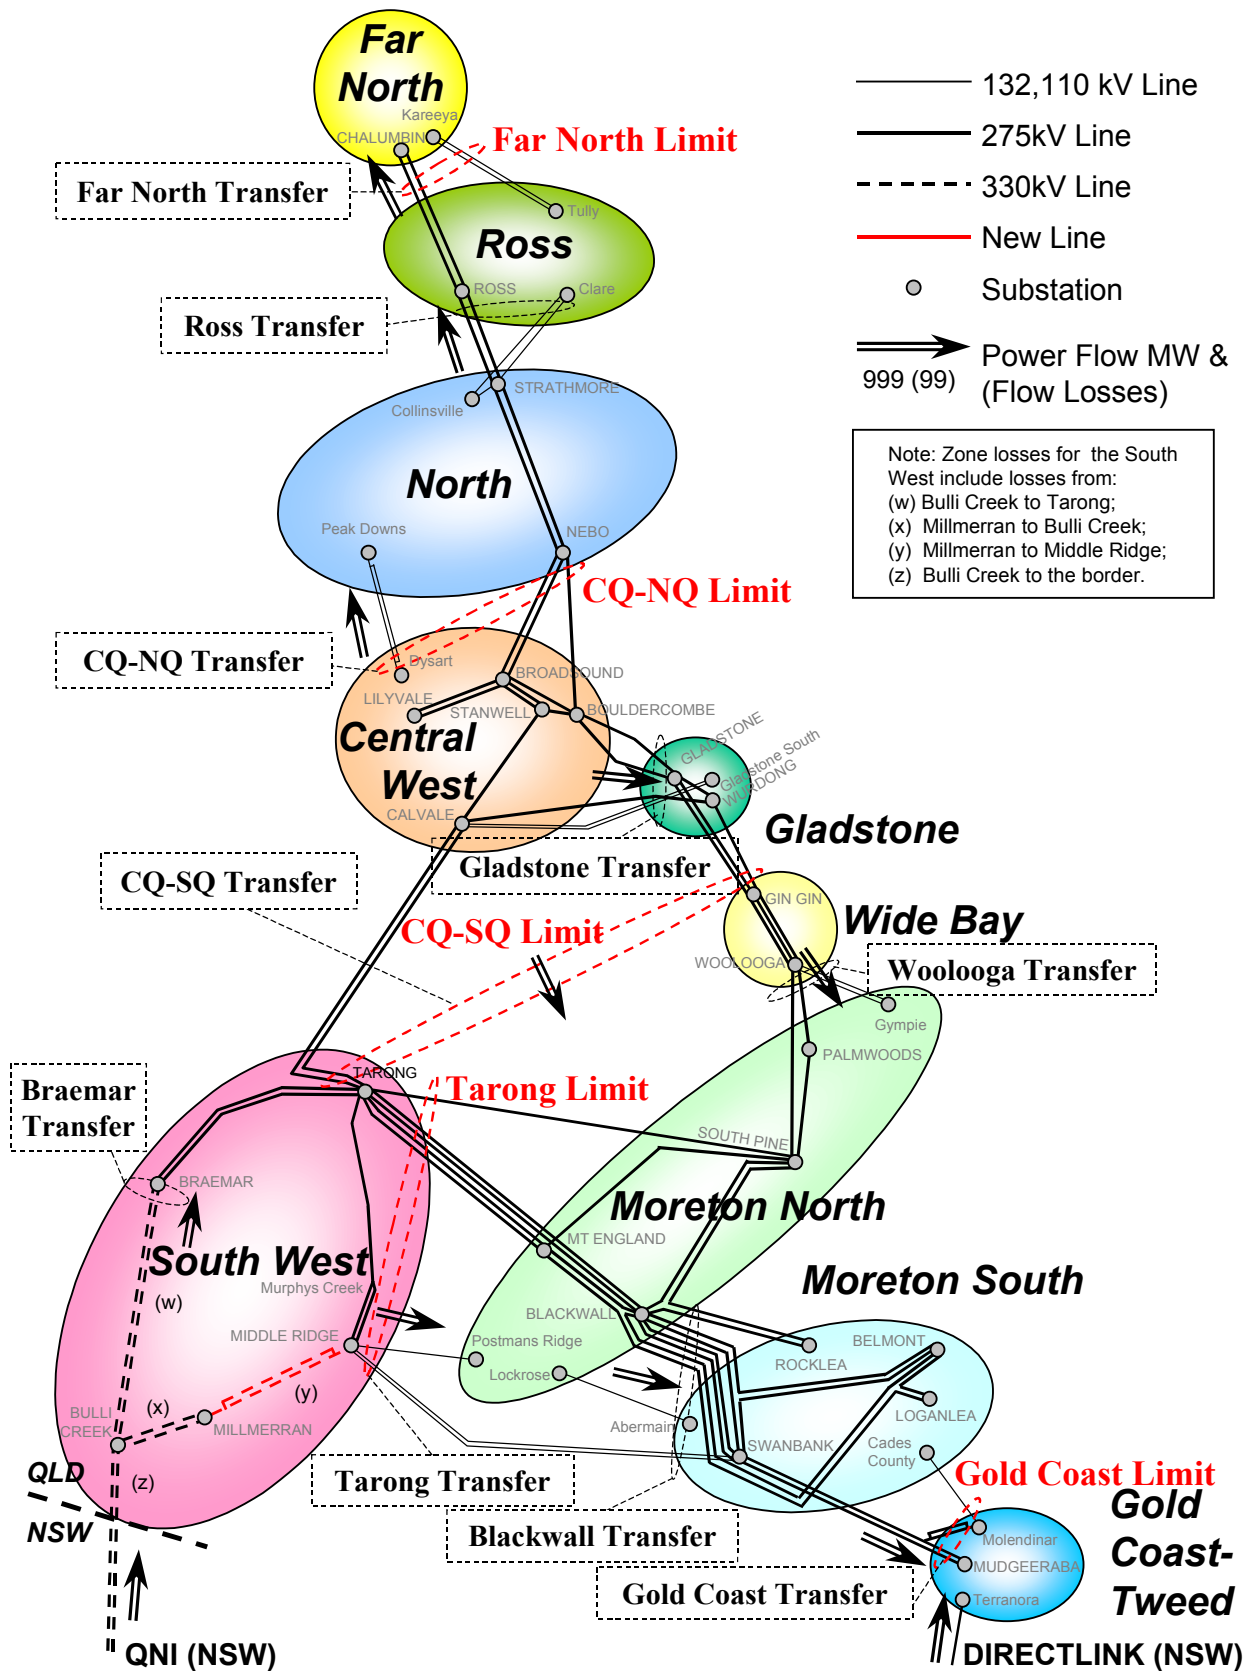 Far
North
Kareeya
CHALUMBIN
Far North Limit
Far North Transfer
Tully
Ross
ROSS
Clare
Ross Transfer
132,110 kV Line
275kV Line
330kV Line
New Line
Substation
999 (99)
Power Flow MW &
(Flow Losses)
Note: Zone losses for the South
West include losses from:
(w) Bulli Creek to Tarong;
(x) Millmerran to Bulli Creek;
(y) Millmerran to Middle Ridge;
(z) Bulli Creek to the border.
STRATHMORE
Collinsville
North
Peak Downs
NEBO
CQ-NQ Limit
CQ-NQ Transfer
Dysart
BROADSOUND
LILYVALE
STANWELL
BOULDERCOMBE
Central
West
CALVALE
GLADSTONE
Gladstone South
WURDONG
Gladstone
Gladstone Transfer
CQ-SQ Transfer
CQ-SQ Limit
GIN GIN
Wide Bay
WOOLOOGA
Woolooga Transfer
Gympie
PALMWOODS
Braemar
Transfer
TARONG
Tarong Limit
SOUTH PINE
BRAEMAR
Moreton North
MT ENGLAND
South West
Murphys Creek
(w)
Moreton South
BLACKWALL
MIDDLE RIDGE
Postmans Ridge
Lockrose
ROCKLEA
BELMONT
(y)
(x)
MILLMERRAN
BULLI
CREEK
LOGANLEA
Abermain
SWANBANK
Cades
County
QLD
(z)
NSW
Tarong Transfer
Blackwall Transfer
Gold Coast Limit
Gold
Coast-
Tweed
Molendinar
MUDGEERABA
Gold Coast Transfer
Terranora
QNI (NSW)
DIRECTLINK (NSW)